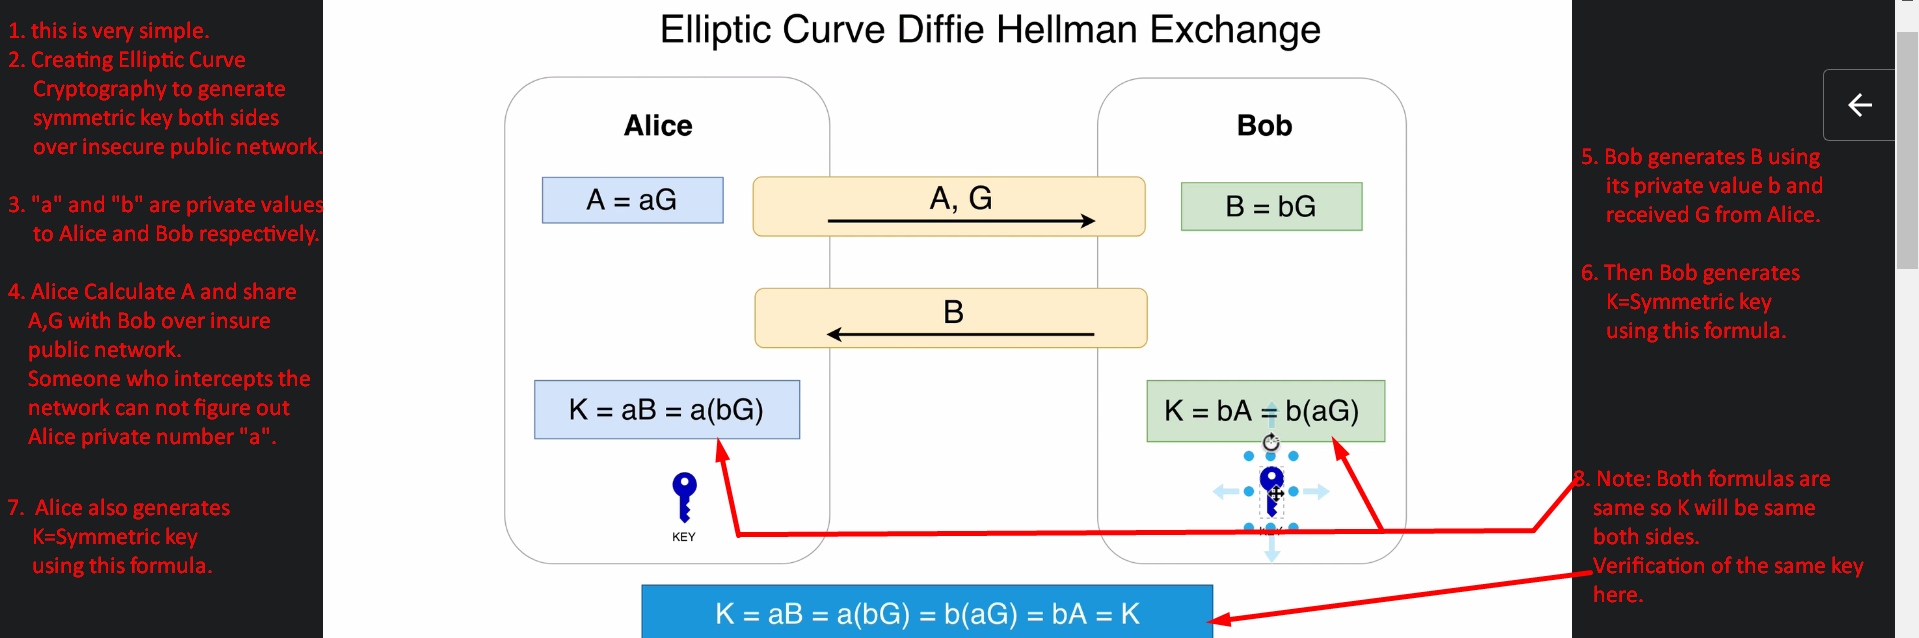 Elliptic Curve Diffie Hellman Exchange
1. this is very simple.
2. Creating Elliptic Curve
Cryptography to generate
symmetric key both sides
over insecure public network.
3. "a" and "b" are private values
to Alice and Bob respectively.
4. Alice Calculate A and share
A,G with Bob over insure
public network.
Someone who intercepts the
network can not figure out
Alice private number "a".
7. Alice also generates
K=Symmetric key
using this formula.
Alice
A = aG
A, G
B
K = aB = a(bG)
KEY
Bob
B = bG
K = bA = b(aG)
K = aB = a(bG) = b(aG) = bA = K
5. Bob generates B using
its private value b and
received G from Alice.
6. Then Bob generates
K=Symmetric key
using this formula.
8. Note: Both formulas are
same so K will be same
both sides.
Verification of the same key
here.